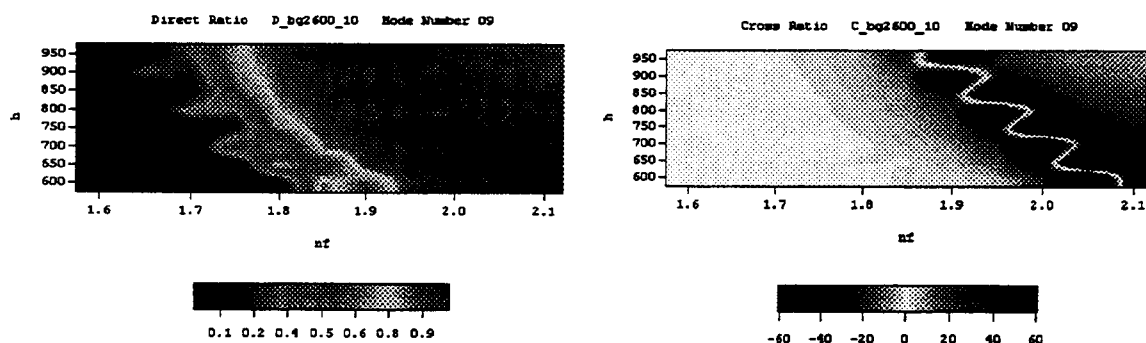 Direct Ratio D_bg2600_10 Mode Number 09
h
950
900
850
800
750
700
650
600
1.6 1.7 1.8 1.9 2.0 2.1
nf
0.1 0.2 0.4 0.5 0.6 0.8 0.9
Cross Ratio C_bg2600_10 Mode Number 09
h
950
900
850
800
750
700
650
600
1.6 1.7 1.8 1.9 2.0 2.1
nf
-60 -40 -20 0 20 40 60